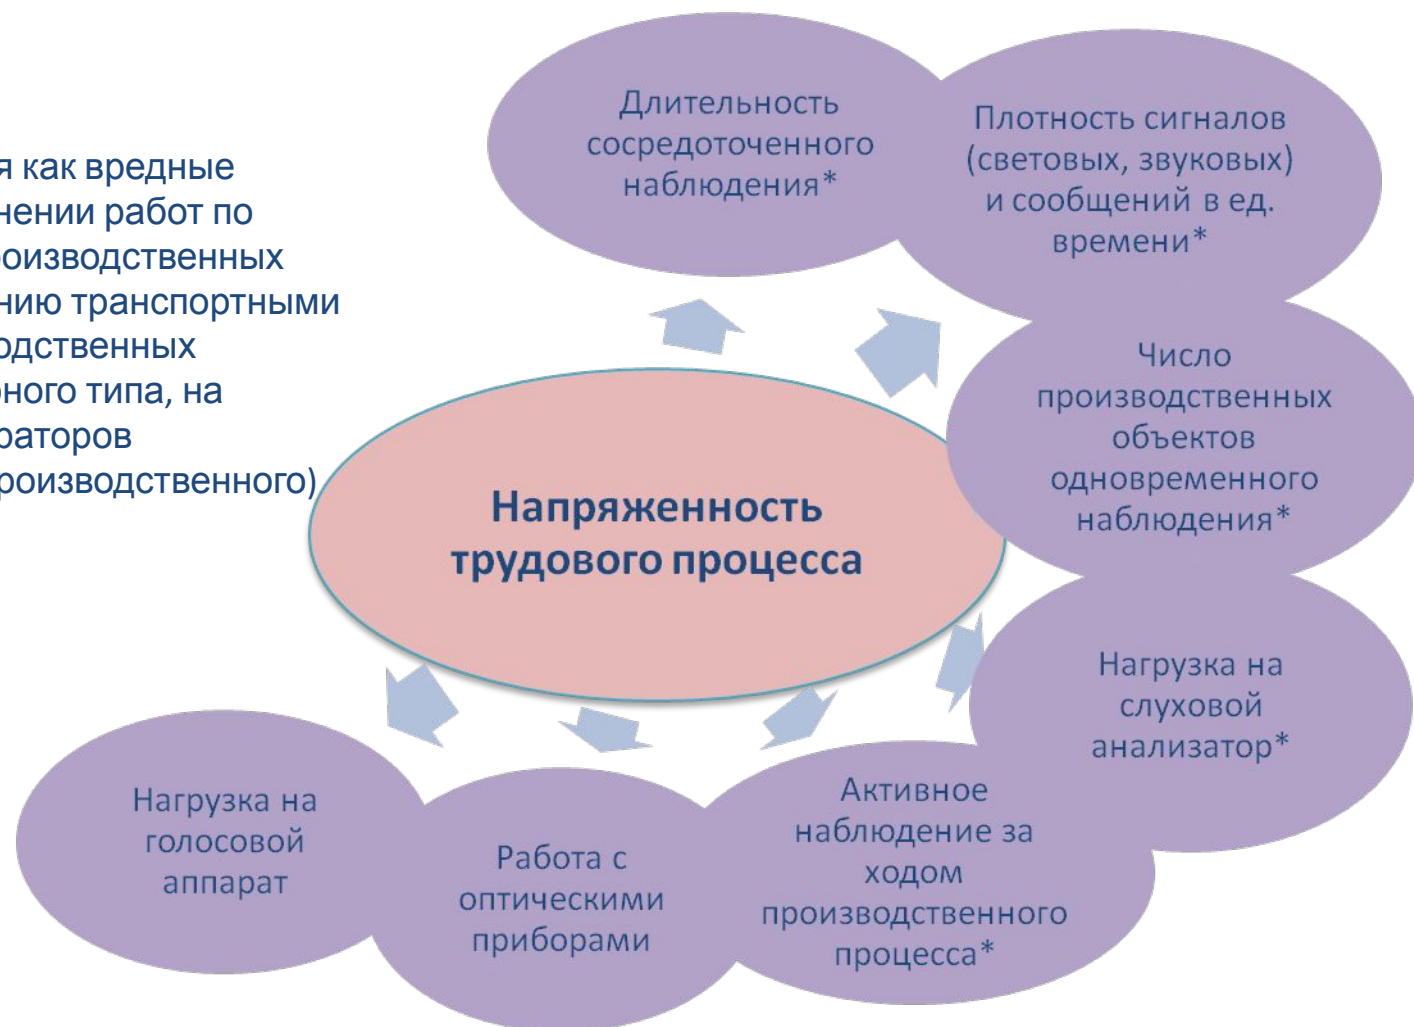 я как вредные
нении работ по
роизводственных
нию транспортными
одственных
рного типа, на
раторов
роизводственного)
Длительность
сосредоточенного
наблюдения*
Плотность сигналов
(световых, звуковых)
и сообщений в ед.
времени*
Число
производственных
объектов
одновременного
наблюдения*
Напряженность
трудового процесса
Нагрузка на
слуховой
анализатор*
Активное
наблюдение за
ходом
производственного
процесса*
Работа с
оптическими
приборами
Нагрузка на
голосовой
аппарат